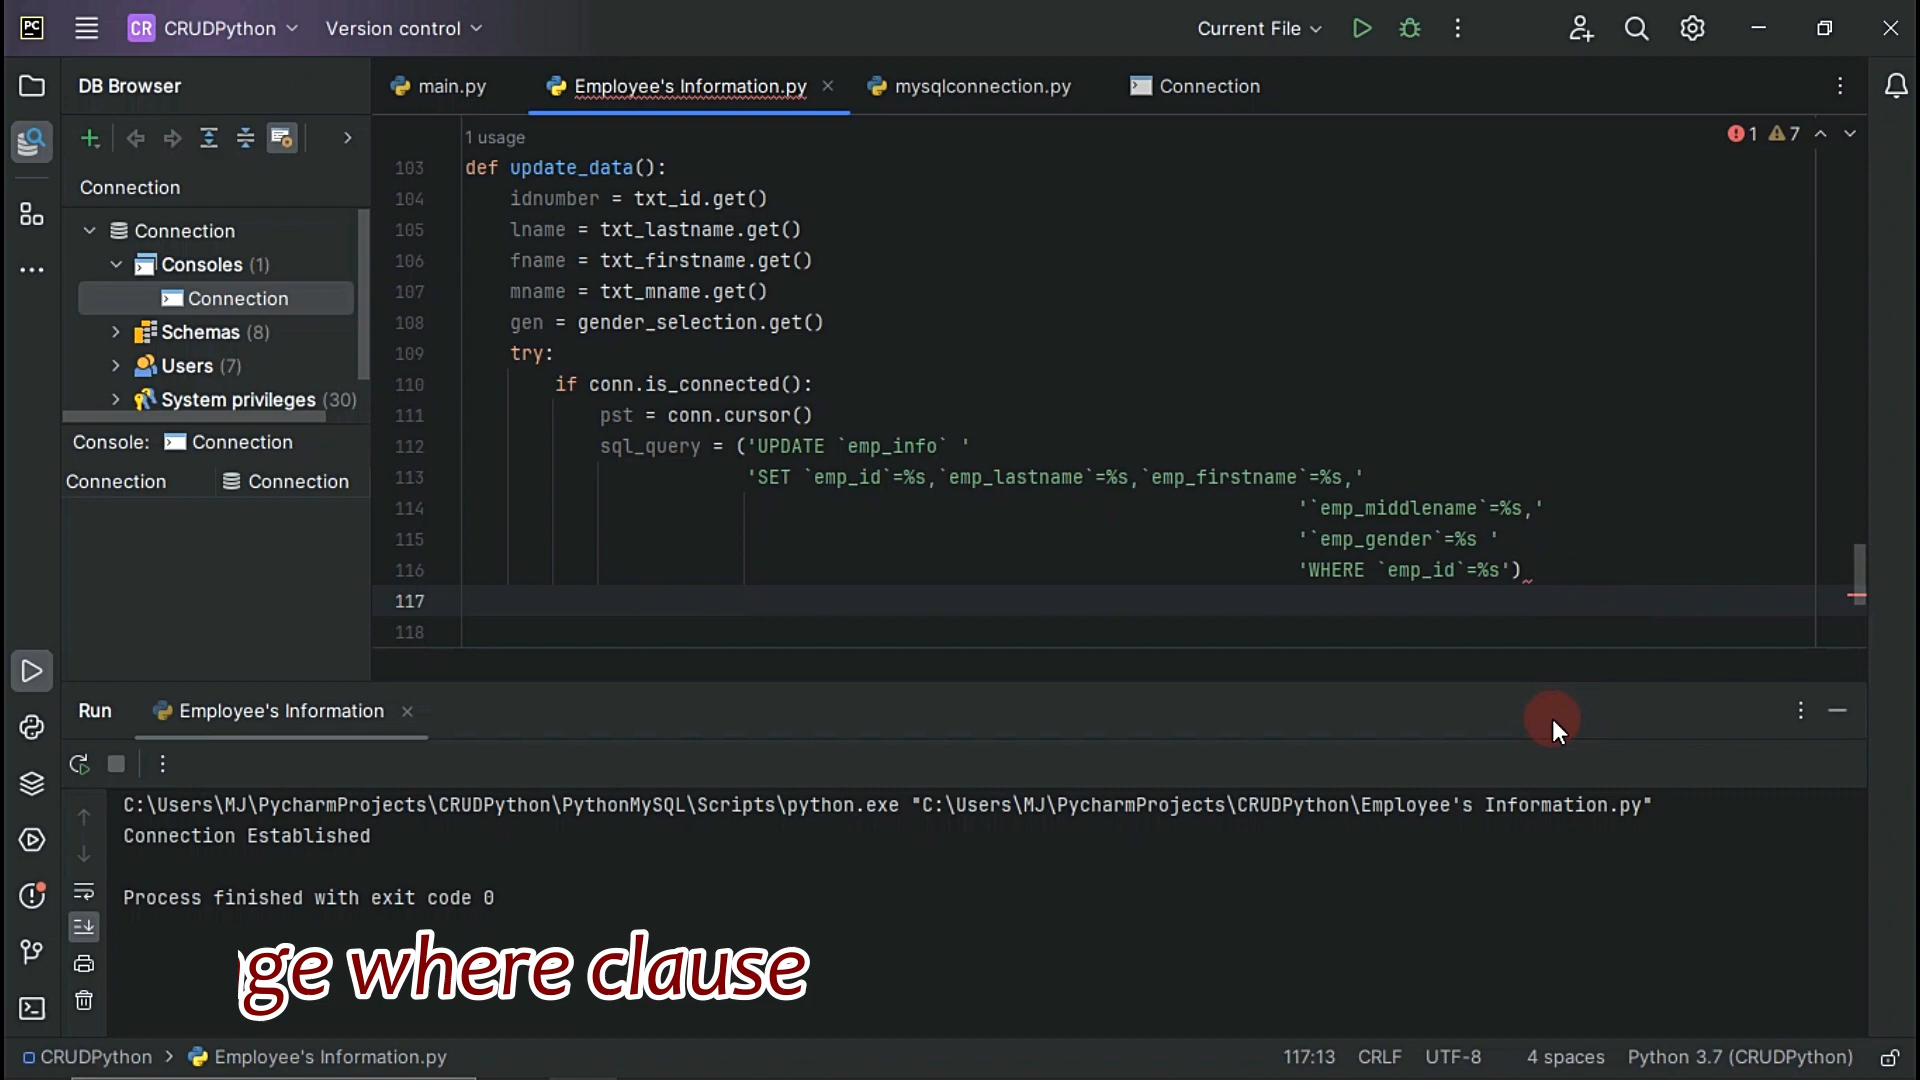 PC CR CRUDPython Version control Current File
DB Browser main.py Employee's Information.py mysqlconnection.py Connection
1 usage 1 7
Connection
Connection
Consoles (1)
Connection
Schemas (8)
Users (7)
System privileges (30)
Console: Connection
Connection Connection
103 def update_data():
104 idnumber = txt_id.get()
105 lname = txt_lastname.get()
106 fname = txt_firstname.get()
107 mname = txt_mname.get()
108 gen = gender_selection.get()
109 try:
110 if conn.is_connected():
111 pst = conn.cursor()
112 sql_query = ('UPDATE `emp_info` '
113 'SET `emp_id`=%s,`emp_lastname`=%s,`emp_firstname`=%s,'
114 '`emp_middlename`=%s,'
115 '`emp_gender`=%s '
116 'WHERE `emp_id`=%s')
117
118
Run Employee's Information
C:\Users\MJ\PycharmProjects\CRUDPython\PythonMySQL\Scripts\python.exe "C:\Users\MJ\PycharmProjects\CRUDPython\Employee's Information.py"
Connection Established
Process finished with exit code 0
ge where clause
CRUDPython > Employee's Information.py 117:13 CRLF UTF-8 4 spaces Python 3.7 (CRUDPython)